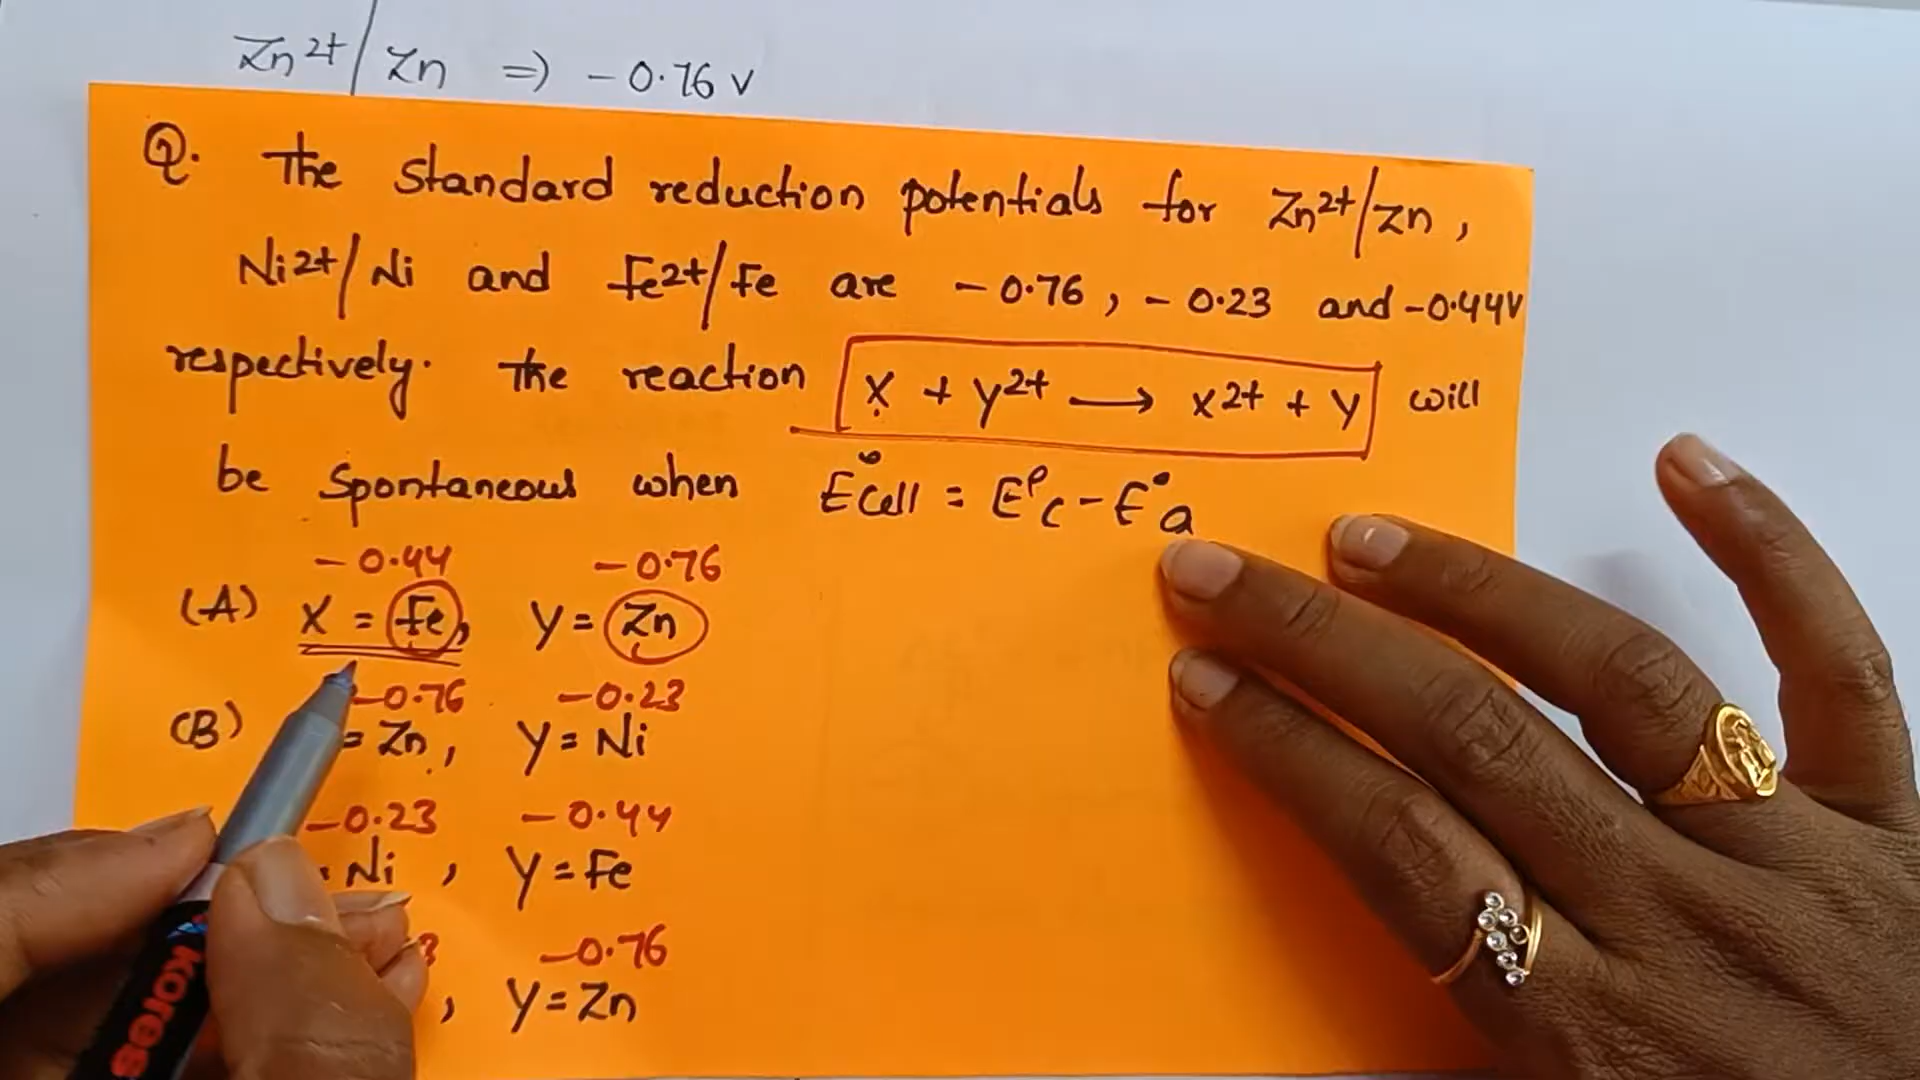 Zn2+/Zn => -0.76 V
Q. The standard reduction potentials for Zn2+/Zn,
Ni2+/Ni and Fe2+/Fe are -0.76, -0.23 and -0.44V
respectively. The reaction X + Y2+ → X2+ + Y will
be spontaneous when E°cell = E°c - E°a
-0.44 -0.76
(A) X = Fe, Y = Zn
-0.76 -0.23
(B) = Zn, Y = Ni
-0.23 -0.44
Ni, Y = Fe
3 -0.76
, Y = Zn
Kores